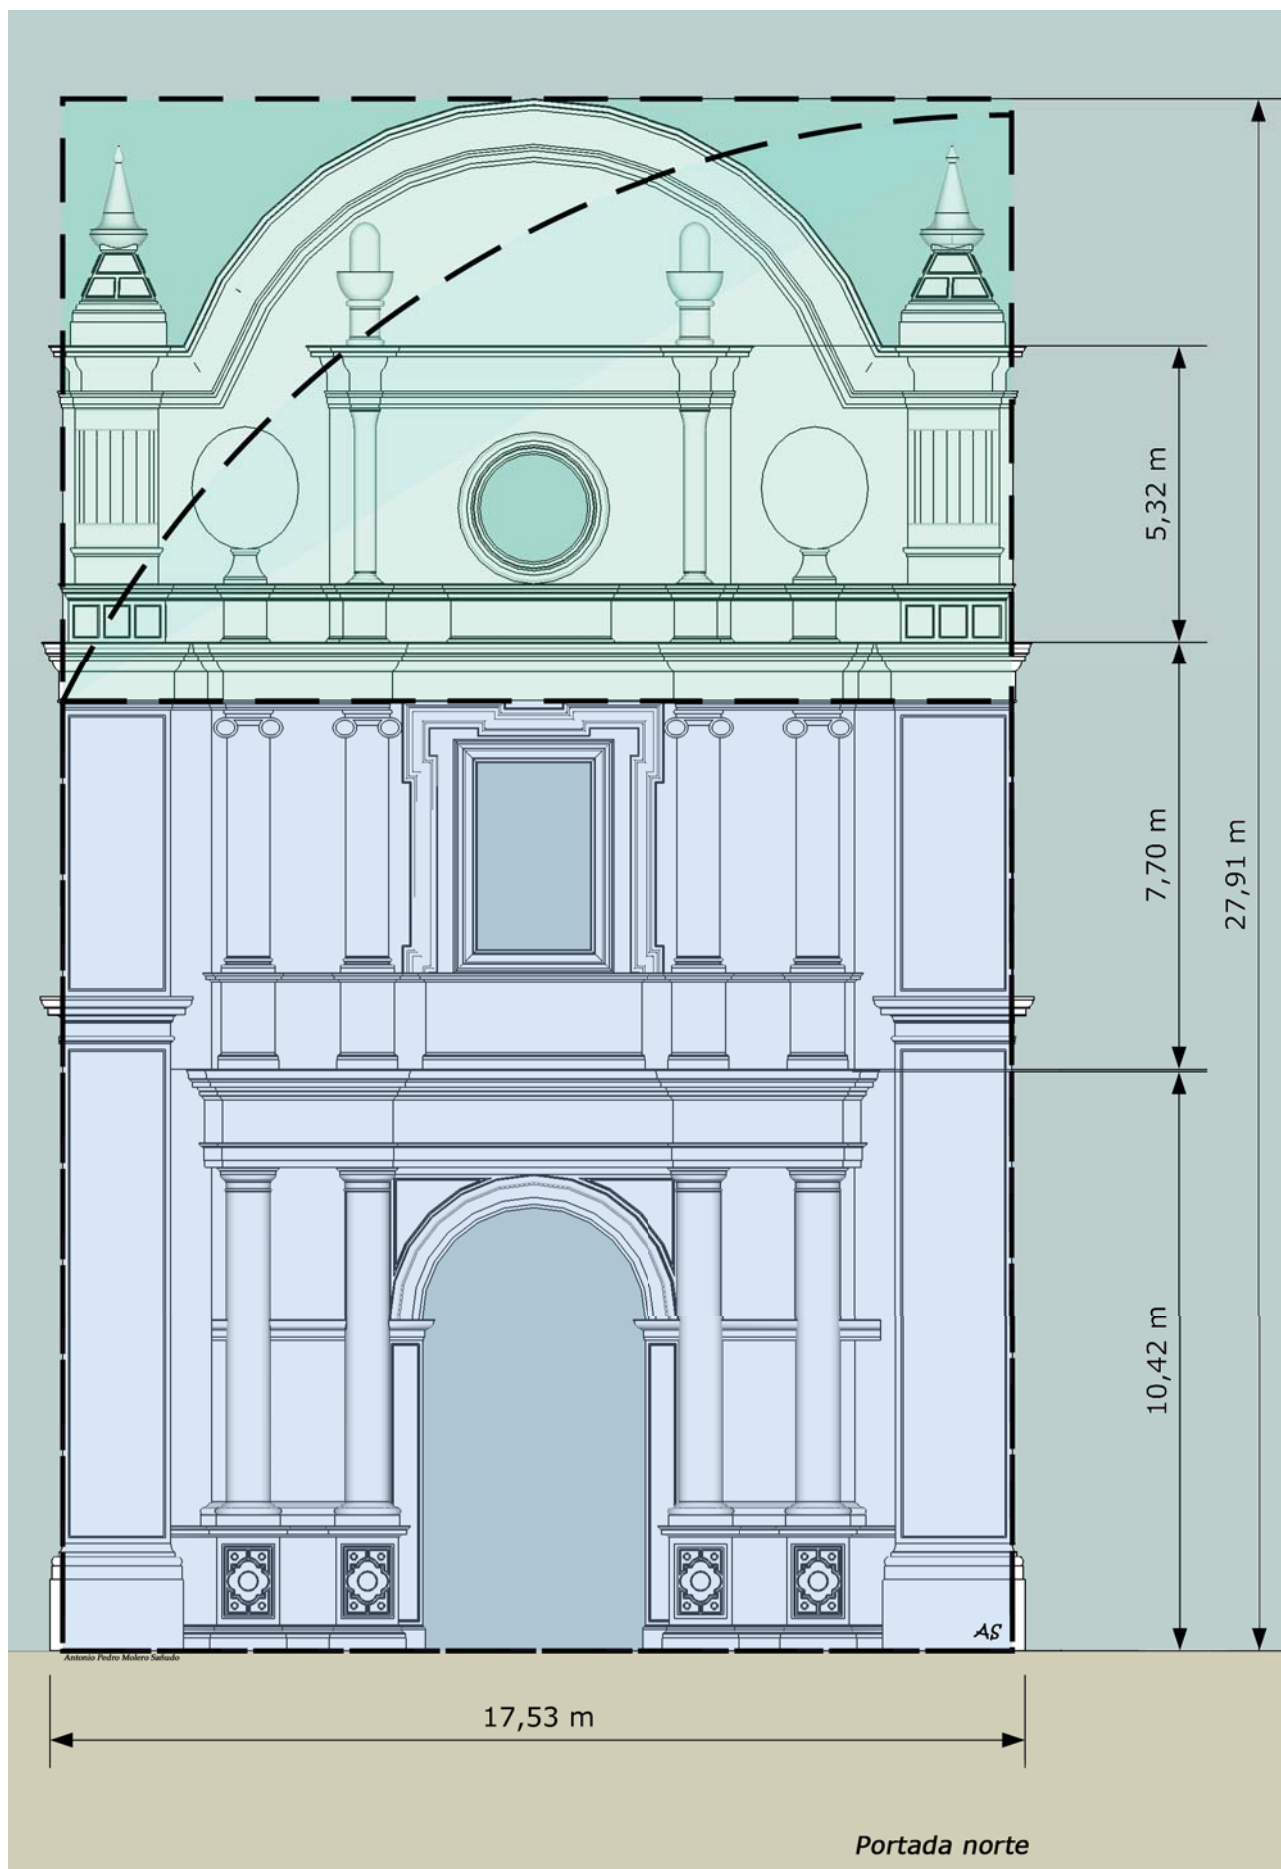 5,32 m
7,70 m
27,91 m
10,42 m
AS
Antonio Pedro Molero Sañudo
17,53 m
Portada norte